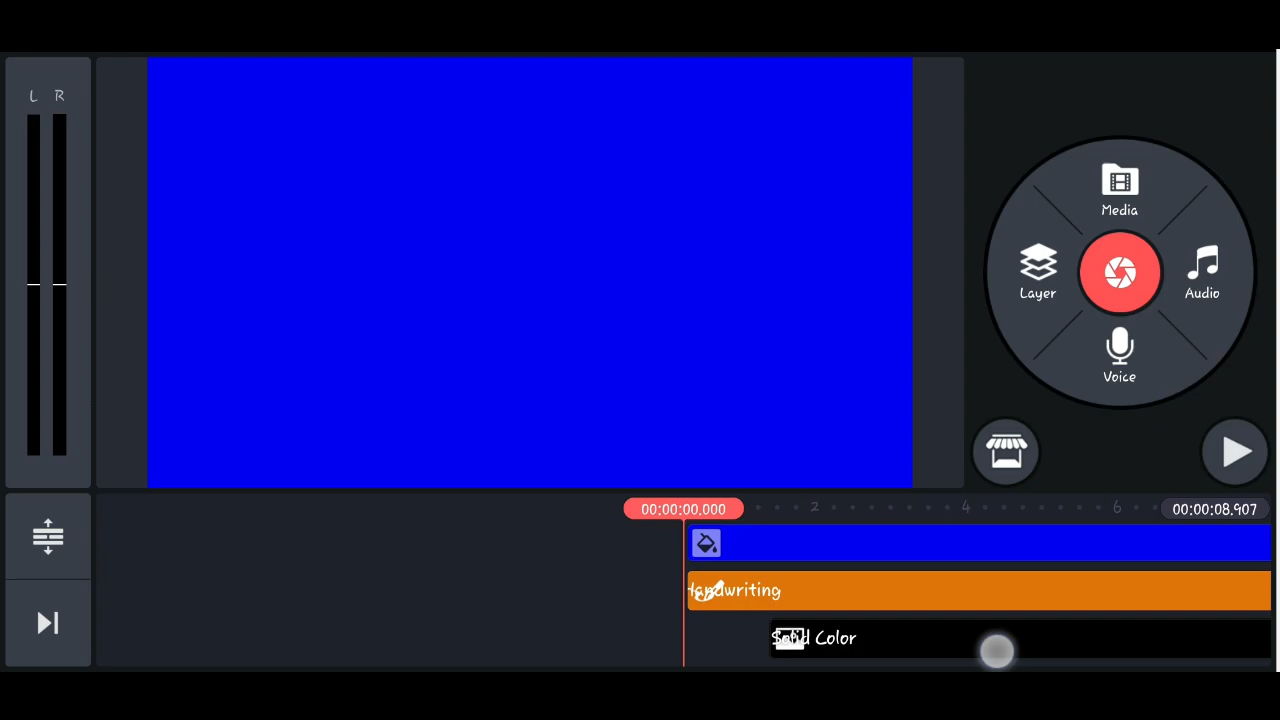 L R
Media
Layer
Audio
Voice
00:00:00.000 2 4 6 00:00:08.907
Handwriting
Solid Color